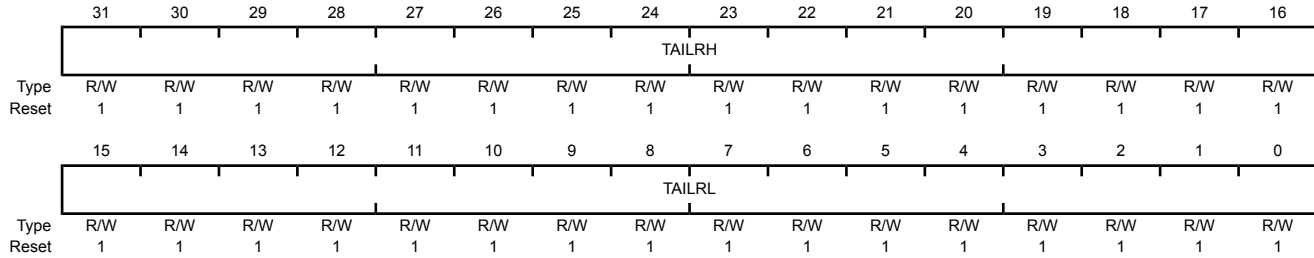 31 30 29 28 27 26 25 24 23 22 21 20 19 18 17 16
TAILRH
Type R/W R/W R/W R/W R/W R/W R/W R/W R/W R/W R/W R/W R/W R/W R/W R/W
Reset 1 1 1 1 1 1 1 1 1 1 1 1 1 1 1 1
15 14 13 12 11 10 9 8 7 6 5 4 3 2 1 0
TAILRL
Type R/W R/W R/W R/W R/W R/W R/W R/W R/W R/W R/W R/W R/W R/W R/W R/W
Reset 1 1 1 1 1 1 1 1 1 1 1 1 1 1 1 1